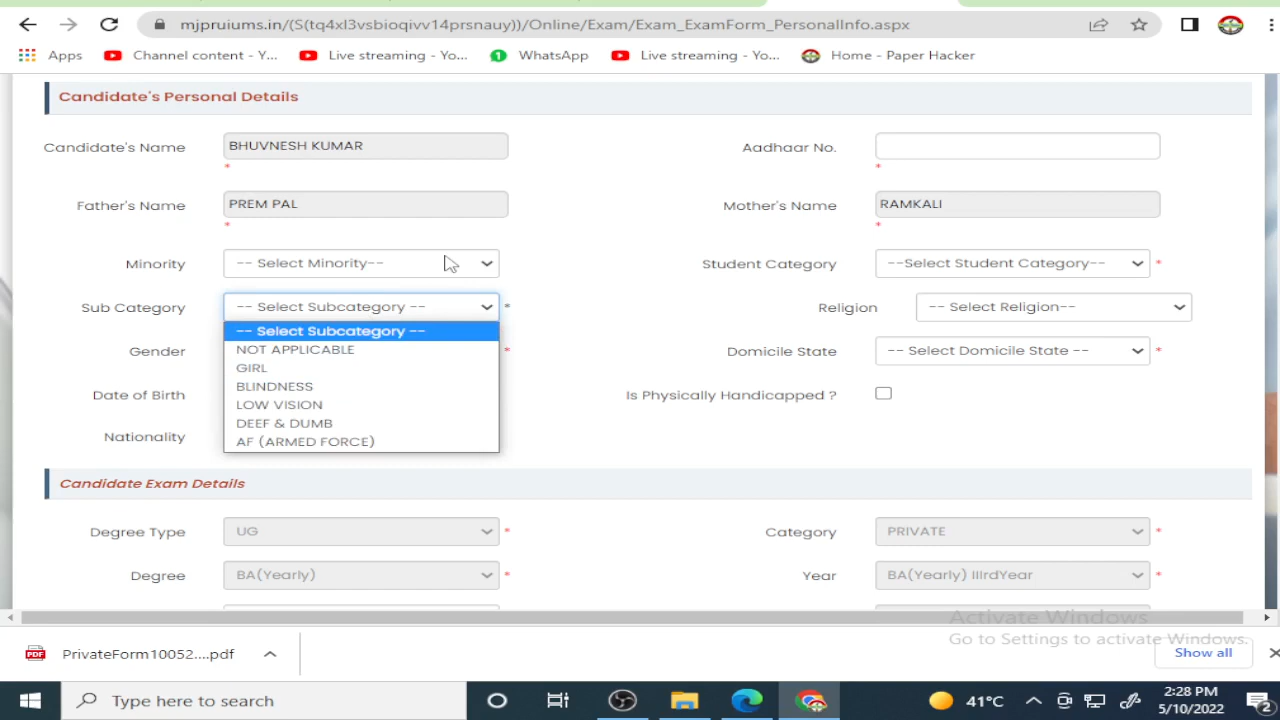 mjpruiums.in/(S(tq4xl3vsbioqivv14prsnauy))/Online/Exam/Exam_ExamForm_PersonalInfo.aspx
Apps Channel content - Y... Live streaming - Yo... WhatsApp Live streaming - Yo... Home - Paper Hacker
Candidate's Personal Details
Candidate's Name BHUVNESH KUMAR Aadhaar No.
* *
Father's Name PREM PAL Mother's Name RAMKALI
* *
Minority -- Select Minority-- Student Category --Select Student Category-- *
Sub Category -- Select Subcategory -- * Religion -- Select Religion--
-- Select Subcategory --
NOT APPLICABLE
Gender * Domicile State -- Select Domicile State -- *
GIRL
BLINDNESS
Date of Birth Is Physically Handicapped ?
LOW VISION
DEEF & DUMB
Nationality AF (ARMED FORCE)
Candidate Exam Details
Degree Type UG * Category PRIVATE *
Degree BA(Yearly) * Year BA(Yearly) IIIrdYear *
Activate Windows
Go to Settings to activate Windows.
PrivateForm10052....pdf Show all
Type here to search 41°C 2:28 PM
5/10/2022 2